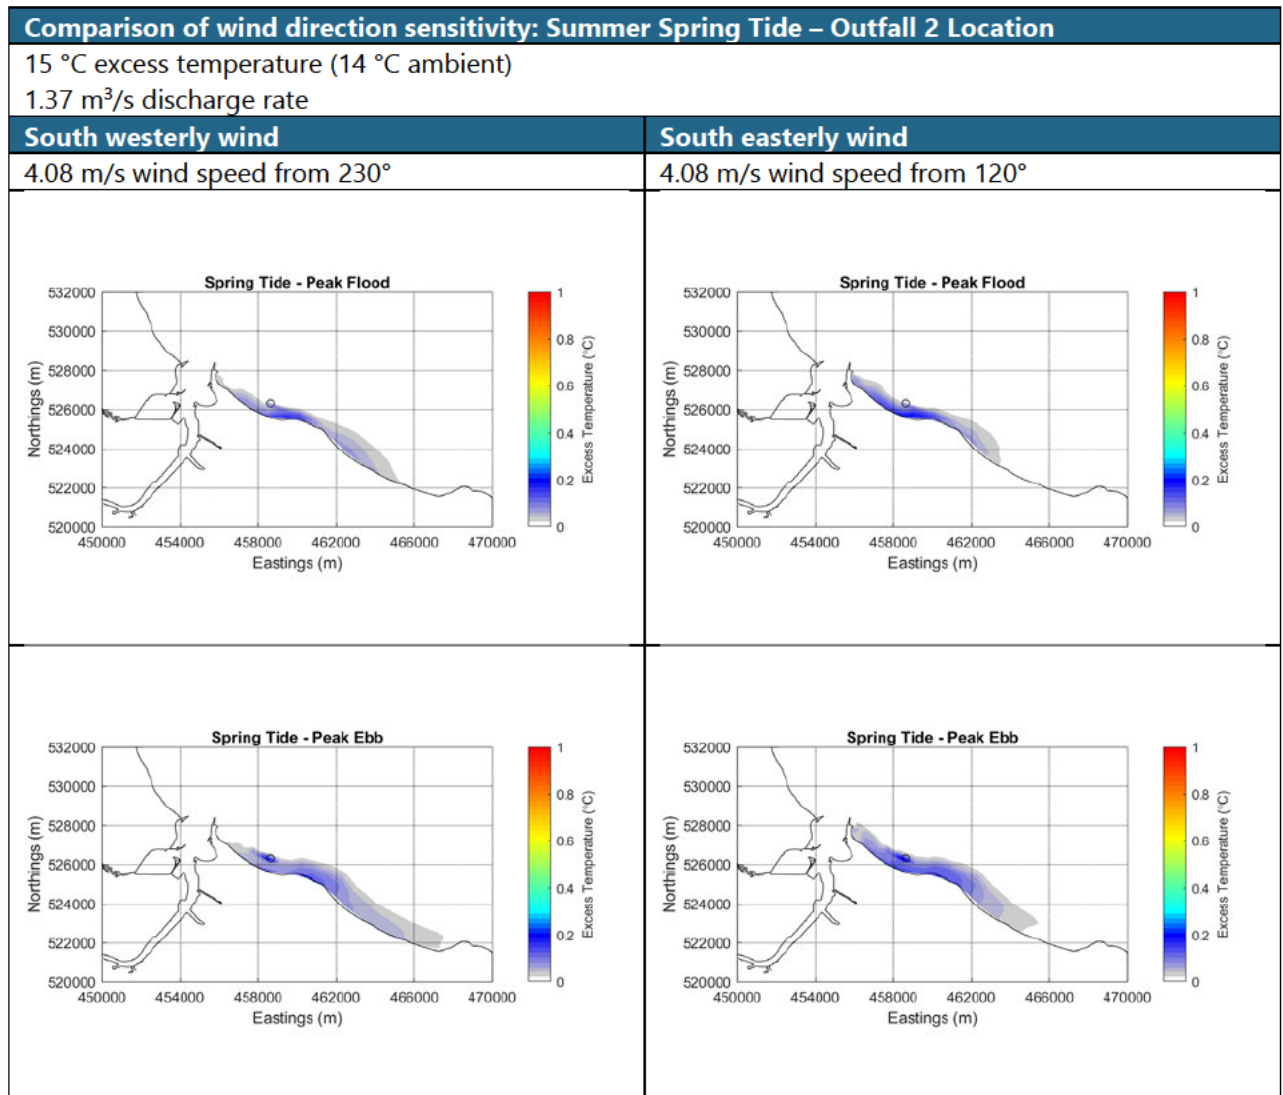 Comparison of wind direction sensitivity: Summer Spring Tide – Outfall 2 Location
15 °C excess temperature (14 °C ambient)
1.37 m³/s discharge rate
South westerly wind
South easterly wind
4.08 m/s wind speed from 230°
4.08 m/s wind speed from 120°
Spring Tide - Peak Flood
532000
530000
528000
526000
524000
522000
520000
Northings (m)
450000 454000 458000 462000 466000 470000
Eastings (m)
1
0.8
0.6
0.4
0.2
0
Excess Temperature (°C)
Spring Tide - Peak Flood
532000
530000
528000
526000
524000
522000
520000
Northings (m)
450000 454000 458000 462000 466000 470000
Eastings (m)
1
0.8
0.6
0.4
0.2
0
Excess Temperature (°C)
Spring Tide - Peak Ebb
532000
530000
528000
526000
524000
522000
520000
Northings (m)
450000 454000 458000 462000 466000 470000
Eastings (m)
1
0.8
0.6
0.4
0.2
0
Excess Temperature (°C)
Spring Tide - Peak Ebb
532000
530000
528000
526000
524000
522000
520000
Northings (m)
450000 454000 458000 462000 466000 470000
Eastings (m)
1
0.8
0.6
0.4
0.2
0
Excess Temperature (°C)